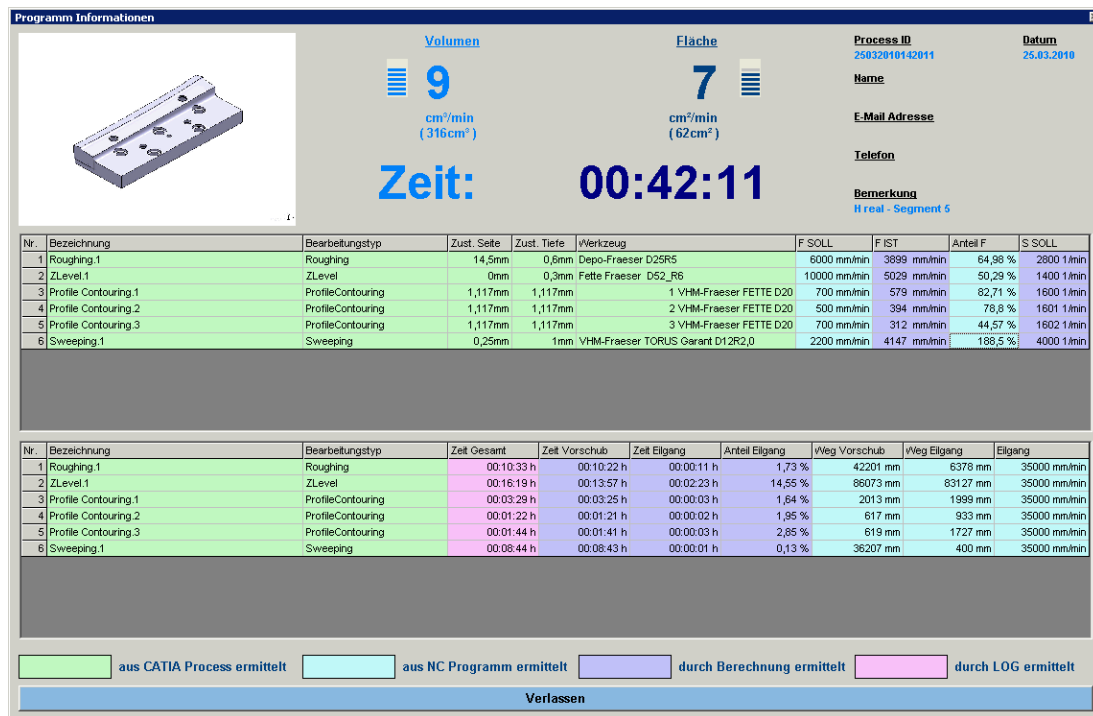 Programm Informationen
Volumen
9
cm³/min
(316cm³)
Fläche
7
cm²/min
(62cm²)
Zeit: 00:42:11
Process ID
25032010142011
Datum
25.03.2010
Name
E-Mail Adresse
Telefon
Bemerkung
H real - Segment 5
Nr. Bezeichnung Bearbeitungstyp Zust. Seite Zust. Tiefe Werkzeug F SOLL F IST Anteil F S SOLL
1 Roughing.1 Roughing 14,5mm 0,6mm Depo-Fraeser D25R5 6000 mm/min 3899 mm/min 64,98 % 2800 1/min
2 ZLevel.1 ZLevel 0mm 0,3mm Fette Fraeser D52_R6 10000 mm/min 5029 mm/min 50,29 % 1400 1/min
3 Profile Contouring.1 ProfileContouring 1,117mm 1,117mm 1 VHM-Fraeser FETTE D20 700 mm/min 579 mm/min 82,71 % 1600 1/min
4 Profile Contouring.2 ProfileContouring 1,117mm 1,117mm 2 VHM-Fraeser FETTE D20 500 mm/min 394 mm/min 78,8 % 1601 1/min
5 Profile Contouring.3 ProfileContouring 1,117mm 1,117mm 3 VHM-Fraeser FETTE D20 700 mm/min 312 mm/min 44,57 % 1602 1/min
6 Sweeping.1 Sweeping 0,25mm 1mm VHM-Fraeser TORUS Garant D12R2,0 2200 mm/min 4147 mm/min 188,5 % 4000 1/min
Nr. Bezeichnung Bearbeitungstyp Zeit Gesamt Zeit Vorschub Zeit Eilgang Anteil Eilgang Weg Vorschub Weg Eilgang Eilgang
1 Roughing.1 Roughing 00:10:33 h 00:10:22 h 00:00:11 h 1,73 % 42201 mm 6378 mm 35000 mm/min
2 ZLevel.1 ZLevel 00:16:19 h 00:13:57 h 00:02:23 h 14,55 % 86073 mm 83127 mm 35000 mm/min
3 Profile Contouring.1 ProfileContouring 00:03:29 h 00:03:25 h 00:00:03 h 1,64 % 2013 mm 1999 mm 35000 mm/min
4 Profile Contouring.2 ProfileContouring 00:01:22 h 00:01:21 h 00:00:02 h 1,95 % 617 mm 933 mm 35000 mm/min
5 Profile Contouring.3 ProfileContouring 00:01:44 h 00:01:41 h 00:00:03 h 2,85 % 619 mm 1727 mm 35000 mm/min
6 Sweeping.1 Sweeping 00:08:44 h 00:08:43 h 00:00:01 h 0,13 % 36207 mm 400 mm 35000 mm/min
aus CATIA Process ermittelt aus NC Programm ermittelt durch Berechnung ermittelt durch LOG ermittelt
Verlassen